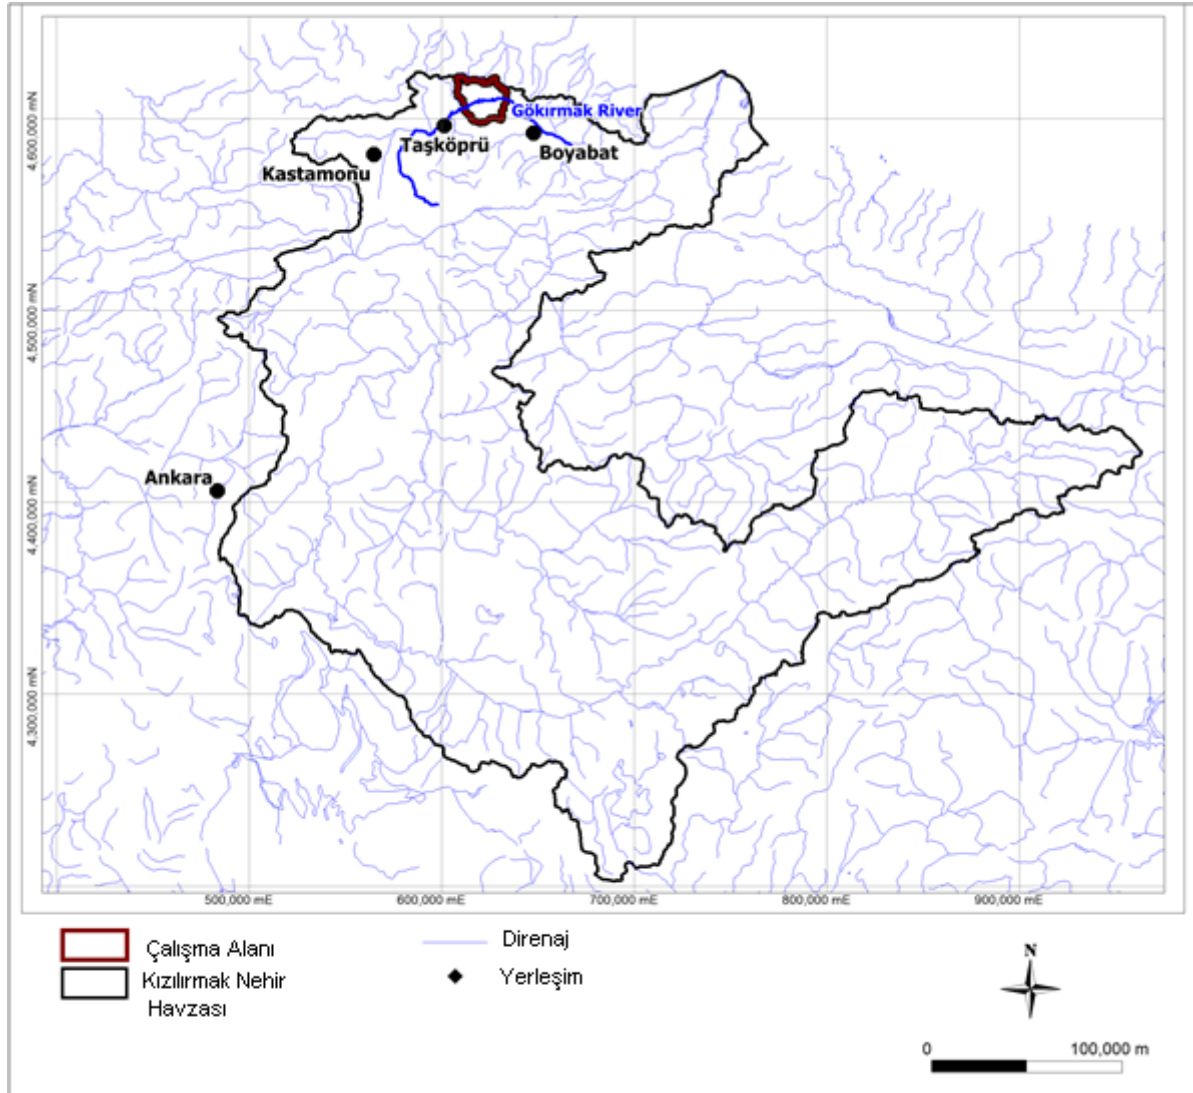 Gökırmak River
Taşköprü
Boyabat
Kastamonu
Ankara
4.600,000 mN
4.500,000 mN
4.400,000 mN
4.300,000 mN
500,000 mE
600,000 mE
700,000 mE
800,000 mE
900,000 mE
Çalışma Alanı
Kızılırmak Nehir
Havzası
Direnaj
Yerleşim
N
0
100,000 m